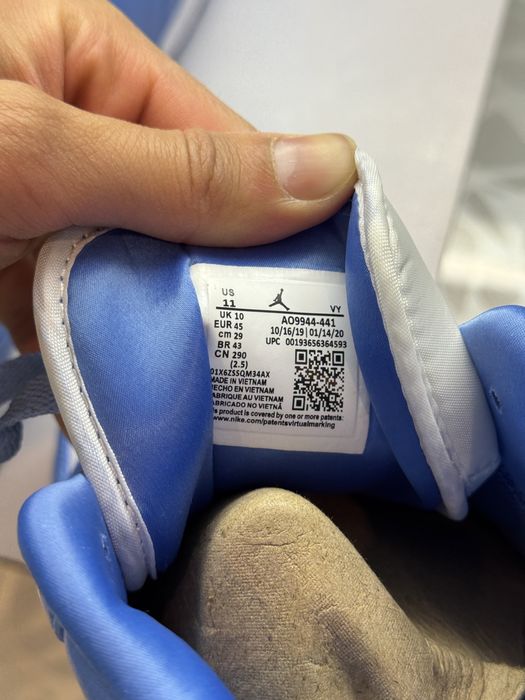 US
11 VY
UK 10 AO9944-441
EUR 45 10/16/19 | 01/14/20
cm 29 UPC 00193656364593
BR 43
CN 290
(2.5)
01X6ZSSQM34AX
MADE IN VIETNAM
HECHO EN VIETNAM
FABRIQUE AU VIETNAM
FABRICADO NO VIETNÃ
This product is covered by one or more patents:
www.nike.com/patentsvirtualmarking